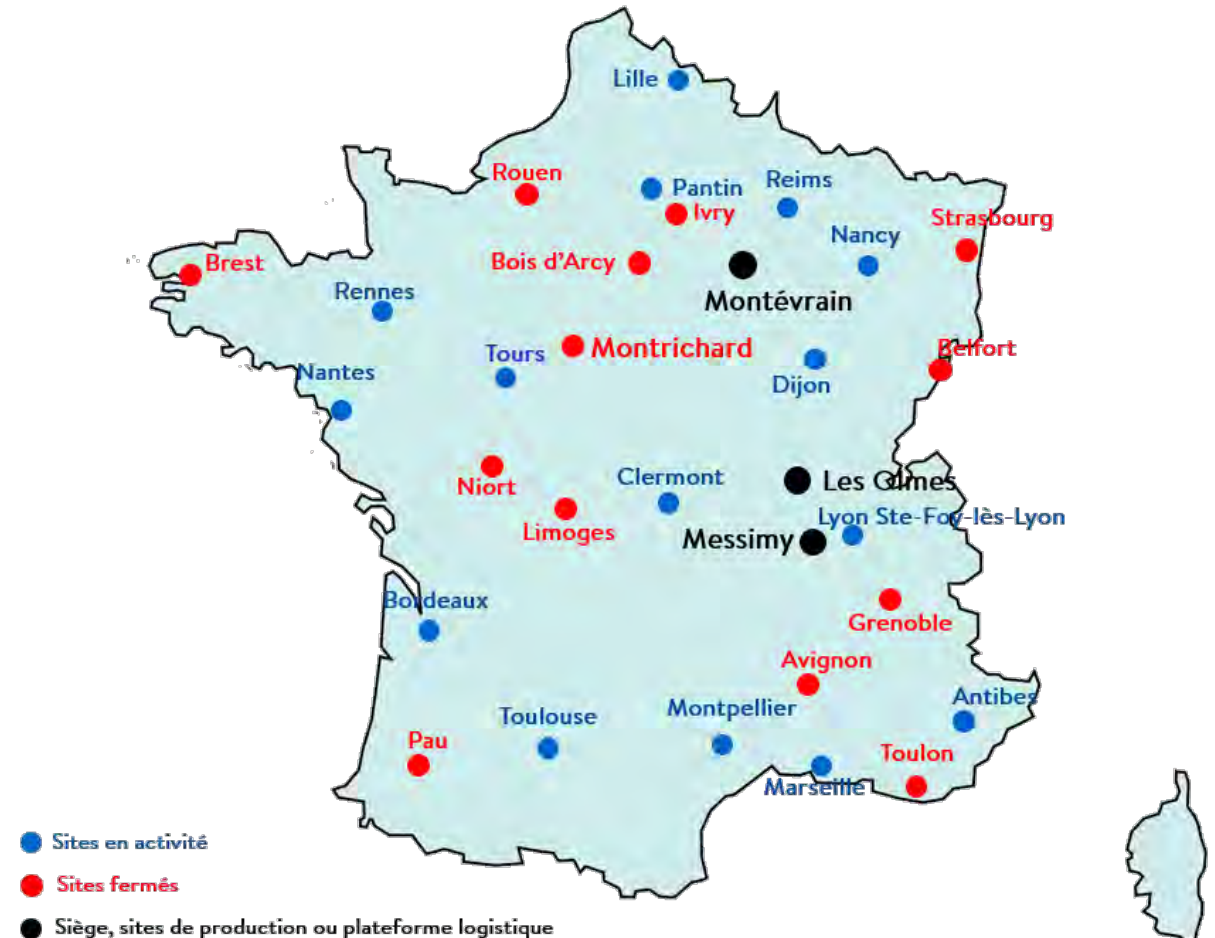 Lille
Rouen
Pantin
Reims
Ivry
Strasbourg
Nancy
Brest
Bois d'Arcy
Rennes
Montévrain
Montrichard
Belfort
Tours
Nantes
Dijon
Clermont
Les Olmes
Niort
Lyon Ste-Foy-lès-Lyon
Limoges
Messimy
Bordeaux
Grenoble
Avignon
Antibes
Montpellier
Toulouse
Pau
Toulon
Marseille
Sites en activité
Sites fermés
Siège, sites de production ou plateforme logistique